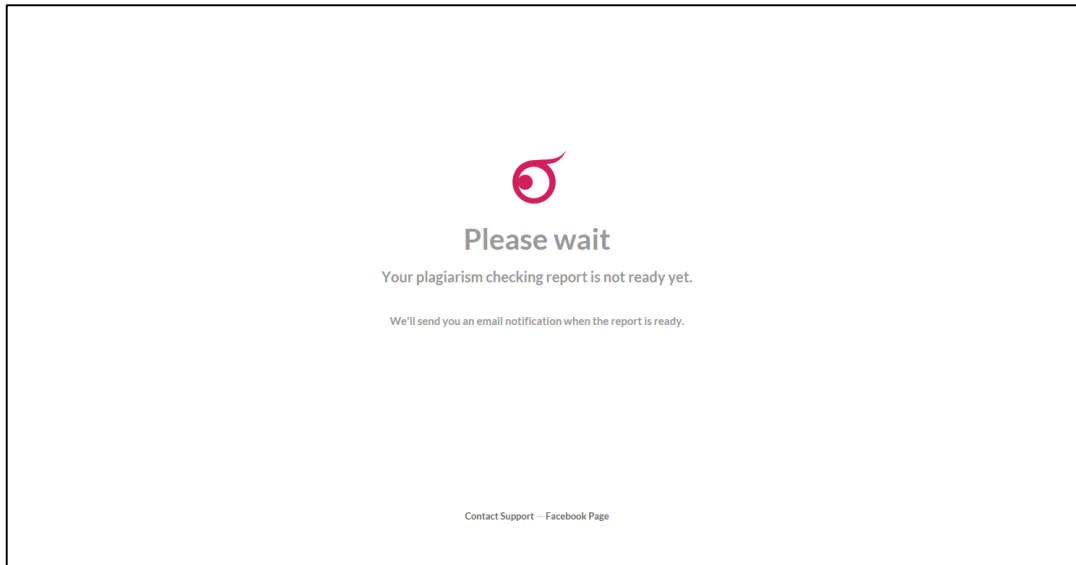 Please wait
Your plagiarism checking report is not ready yet.
We'll send you an email notification when the report is ready.
Contact Support — Facebook Page